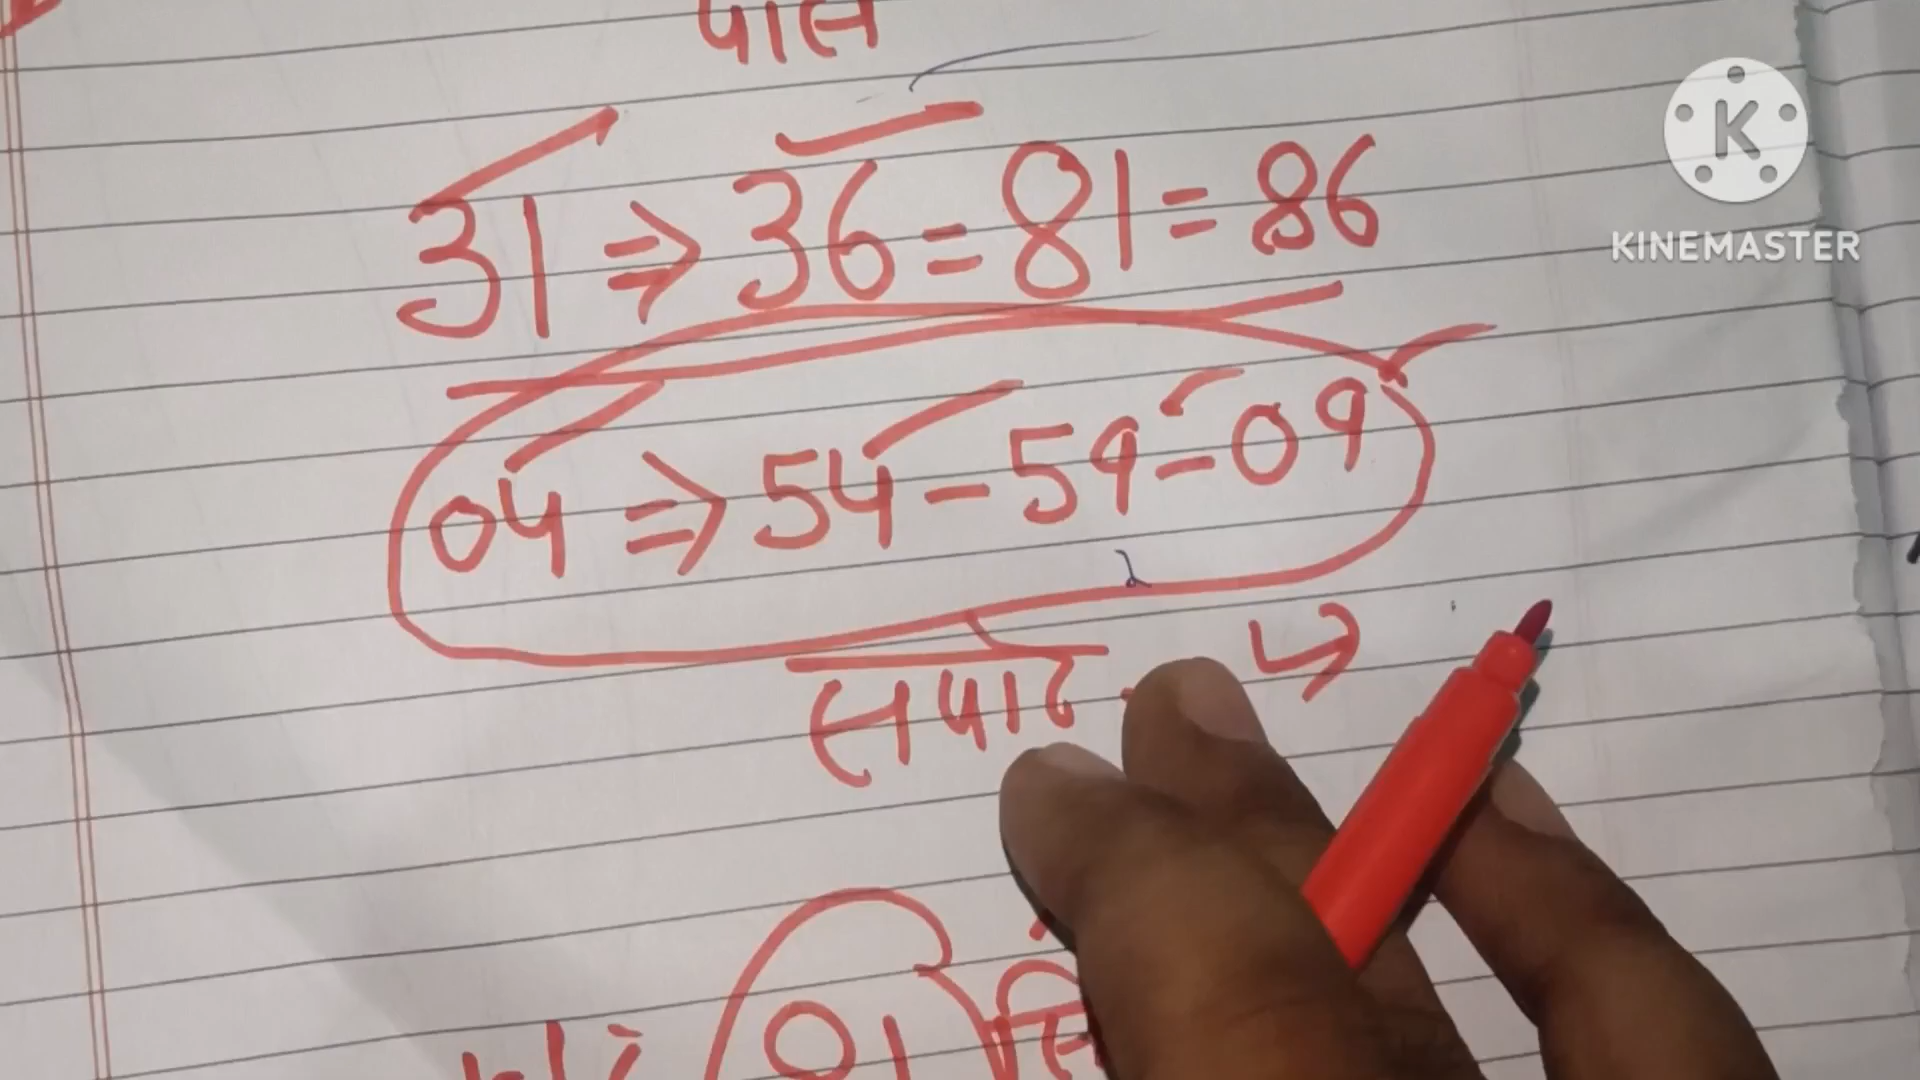 पास
31 ⇒ 36 = 81 = 86
04 ⇒ 54 - 59 - 09
सपोर्ट
KINEMASTER